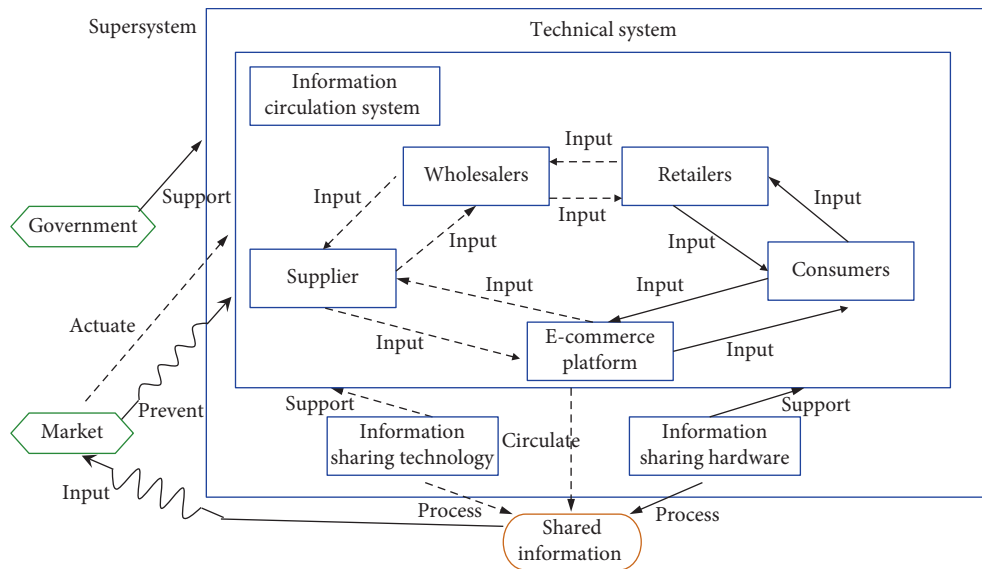 Supersystem
Technical system
Information
circulation system
Input
Wholesalers
Retailers
Input
Input
Input
Support
Government
Input
Input
Consumers
Supplier
Input
Input
Actuate
E-commerce
platform
Input
Input
Prevent
Support
Support
Market
Information
sharing technology
Circulate
Information
sharing hardware
Input
Process
Process
Shared
information